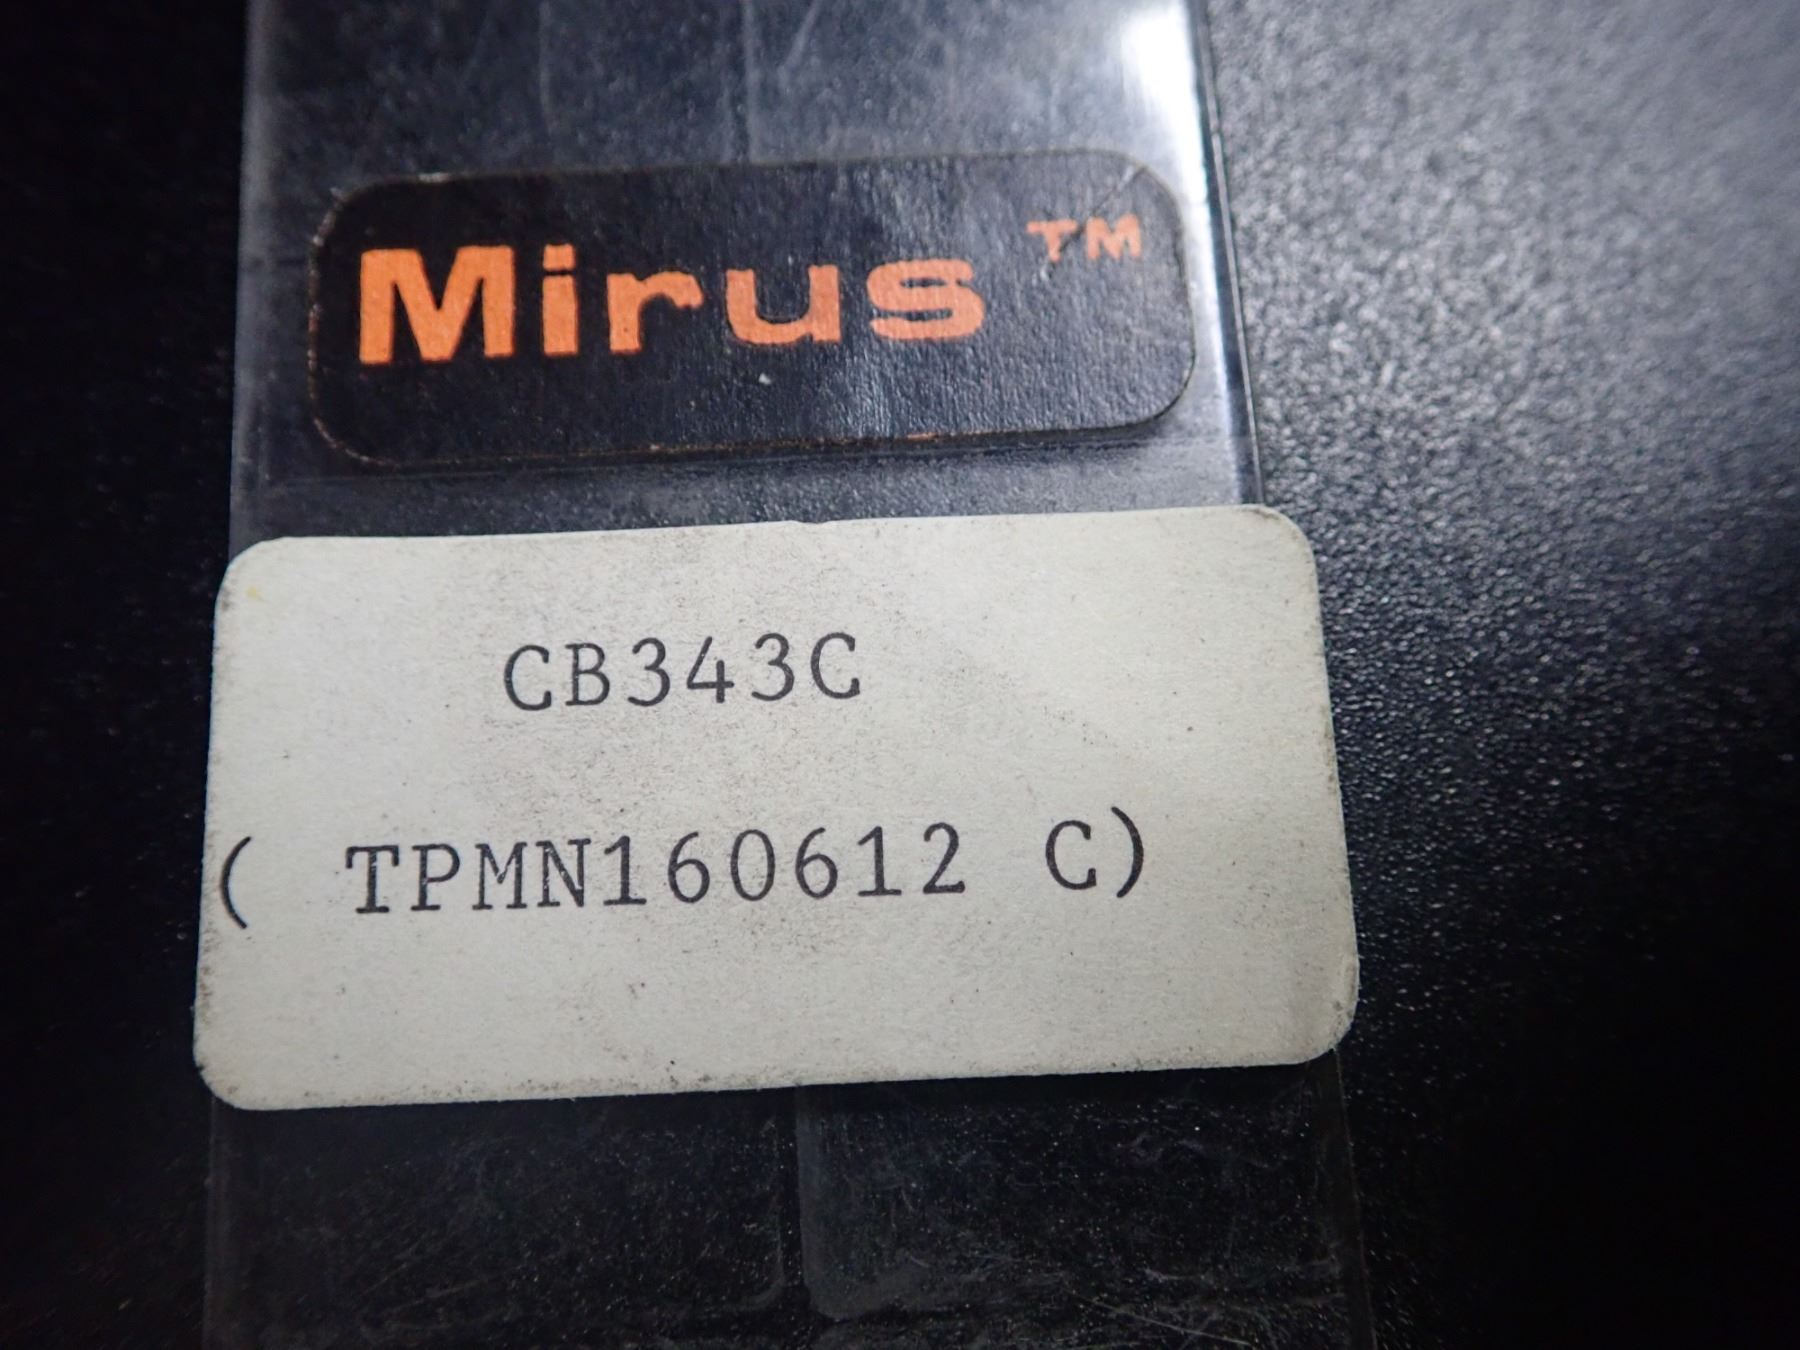 Mirus™
CB343C
( TPMN160612 C)